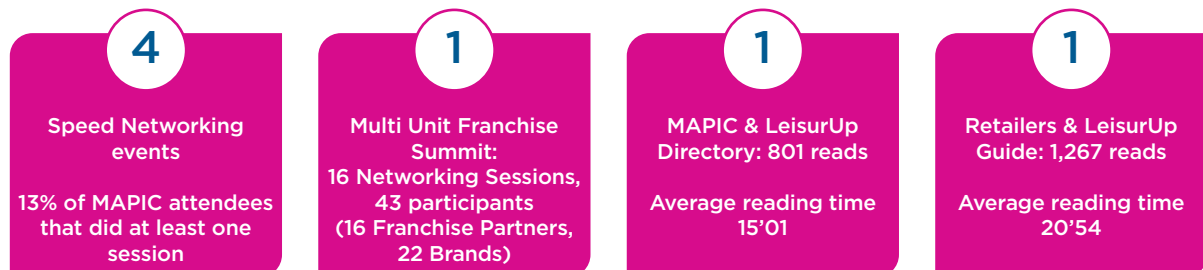 4
Speed Networking
events
13% of MAPIC attendees
that did at least one
session
1
Multi Unit Franchise
Summit:
16 Networking Sessions,
43 participants
(16 Franchise Partners,
22 Brands)
1
MAPIC & LeisurUp
Directory: 801 reads
Average reading time
15’01
1
Retailers & LeisurUp
Guide: 1,267 reads
Average reading time
20’54